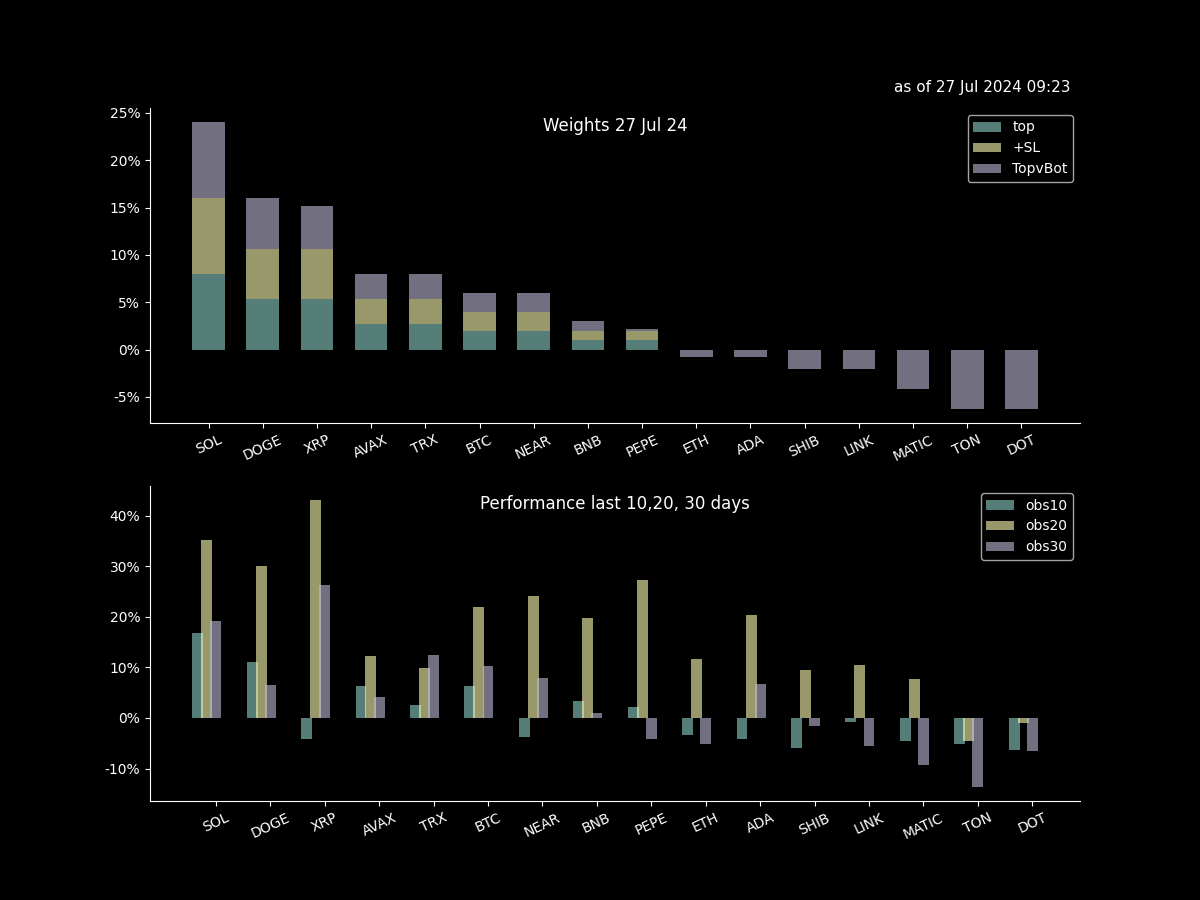 as of 27 Jul 2024 09:23
Weights 27 Jul 24
top
+SL
TopvBot
25%
20%
15%
10%
5%
0%
-5%
SOL DOGE XRP AVAX TRX BTC NEAR BNB PEPE ETH ADA SHIB LINK MATIC TON DOT
Performance last 10,20, 30 days
obs10
obs20
obs30
40%
30%
20%
10%
0%
-10%
SOL DOGE XRP AVAX TRX BTC NEAR BNB PEPE ETH ADA SHIB LINK MATIC TON DOT